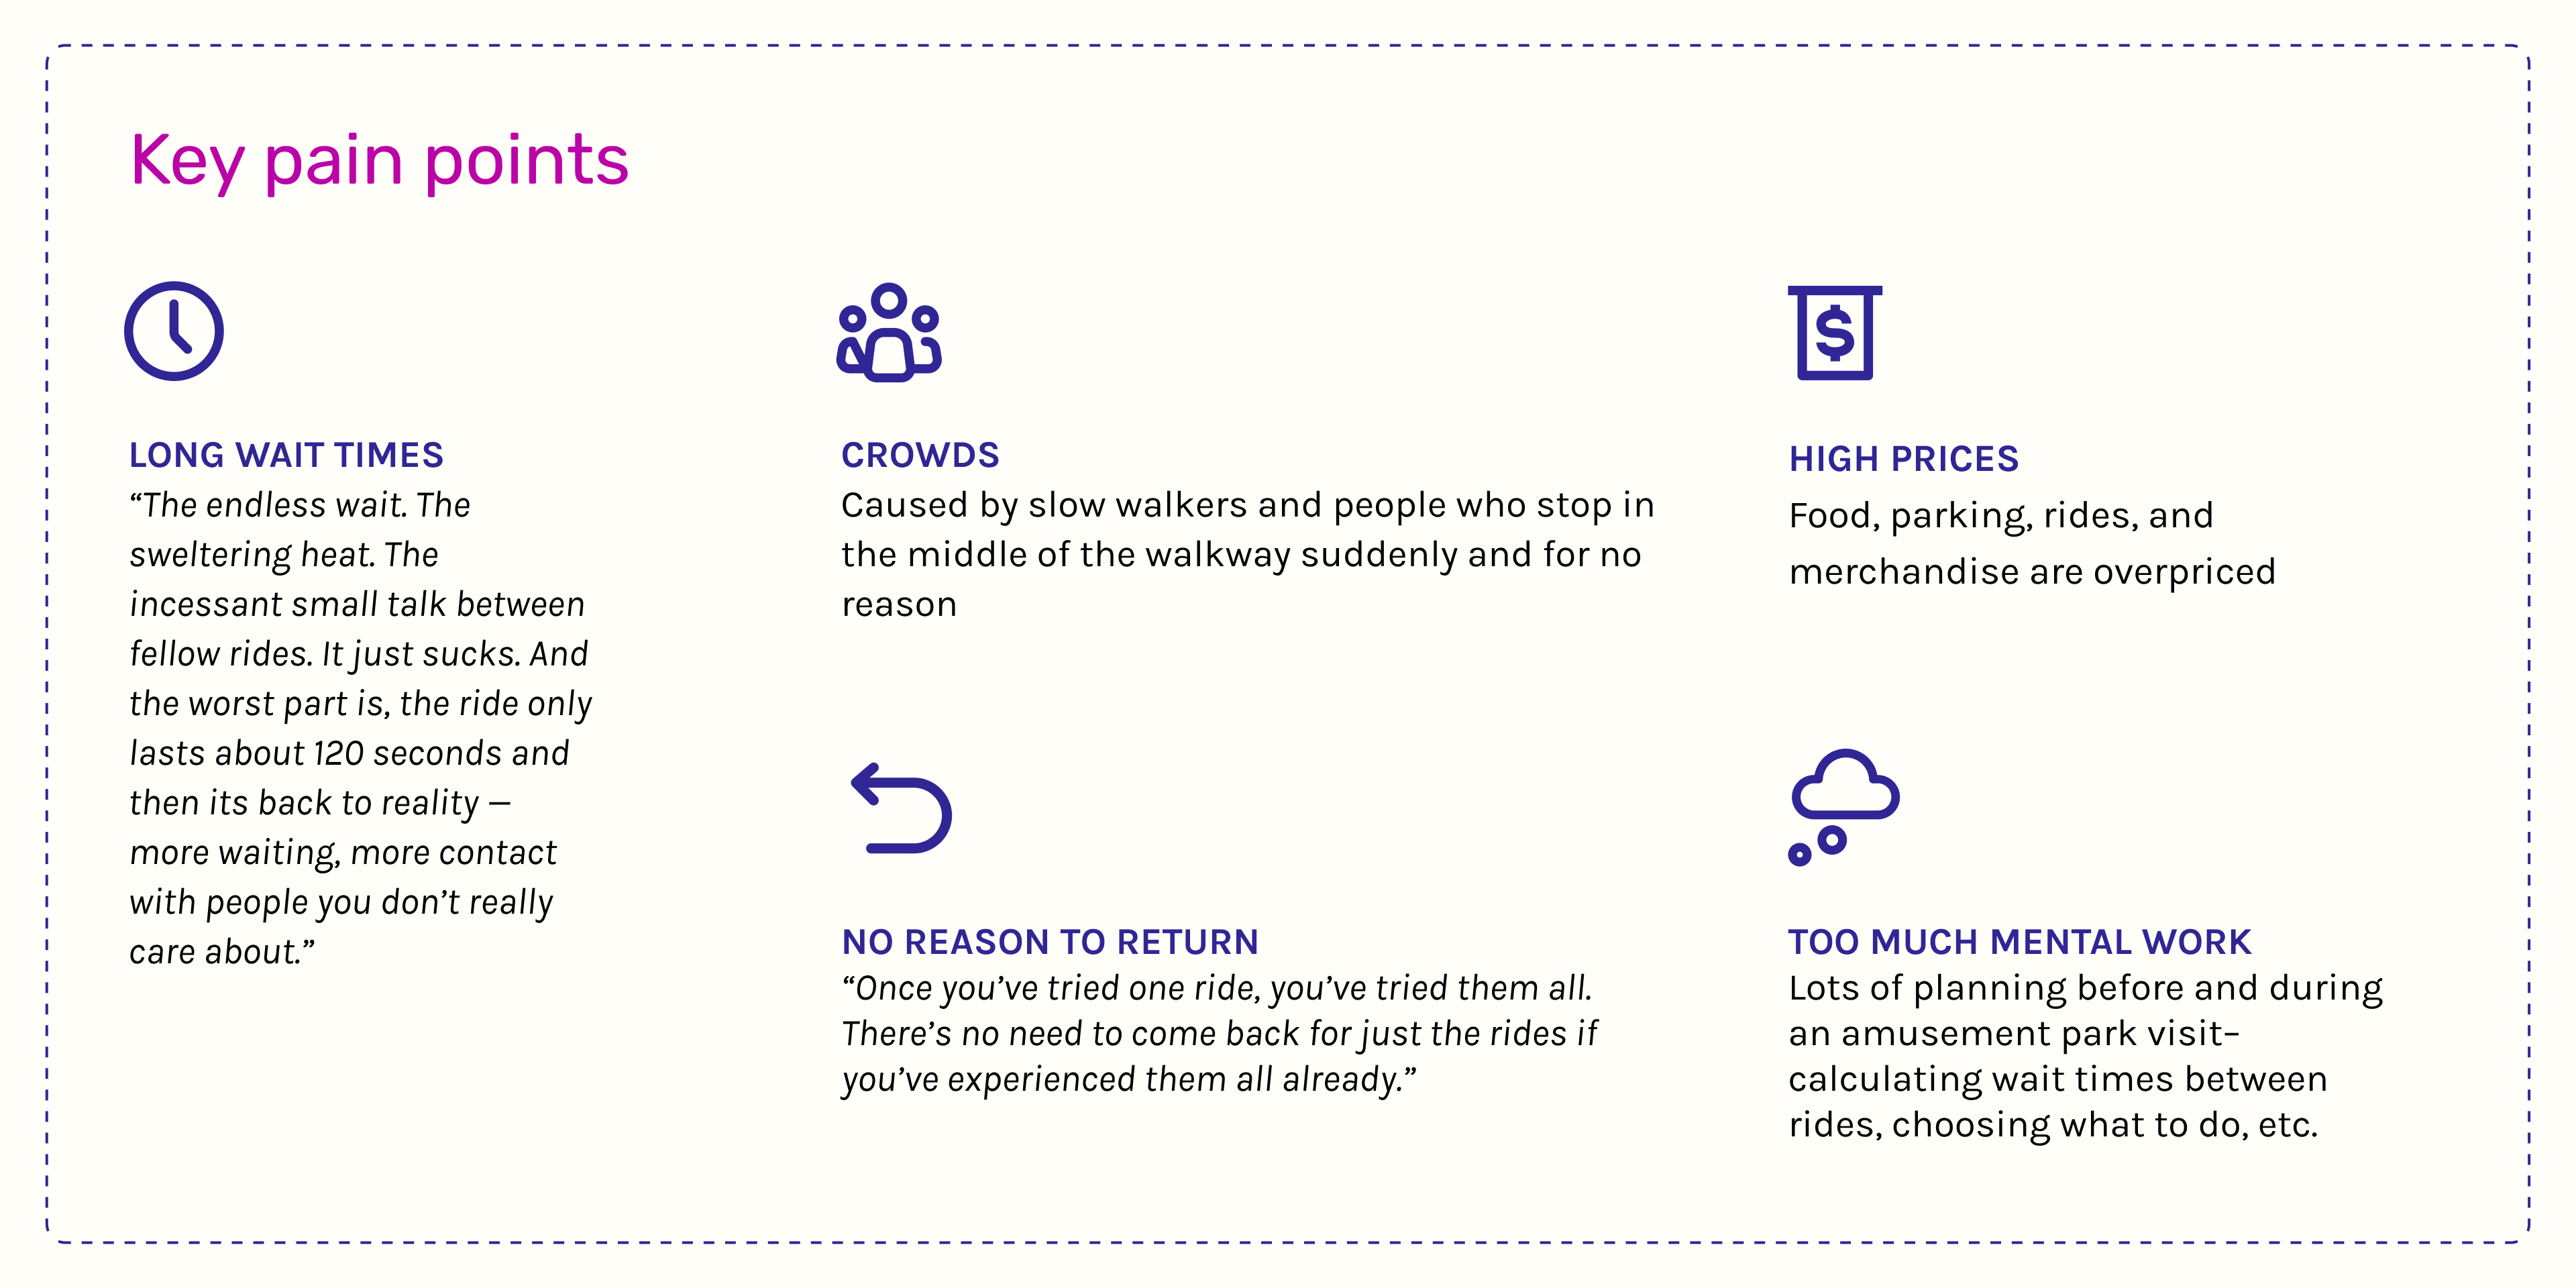 Key pain points
LONG WAIT TIMES
“The endless wait. The
sweltering heat. The
incessant small talk between
fellow rides. It just sucks. And
the worst part is, the ride only
lasts about 120 seconds and
then its back to reality —
more waiting, more contact
with people you don’t really
care about.”
CROWDS
Caused by slow walkers and people who stop in
the middle of the walkway suddenly and for no
reason
HIGH PRICES
Food, parking, rides, and
merchandise are overpriced
NO REASON TO RETURN
“Once you’ve tried one ride, you’ve tried them all.
There’s no need to come back for just the rides if
you’ve experienced them all already.”
TOO MUCH MENTAL WORK
Lots of planning before and during
an amusement park visit–
calculating wait times between
rides, choosing what to do, etc.